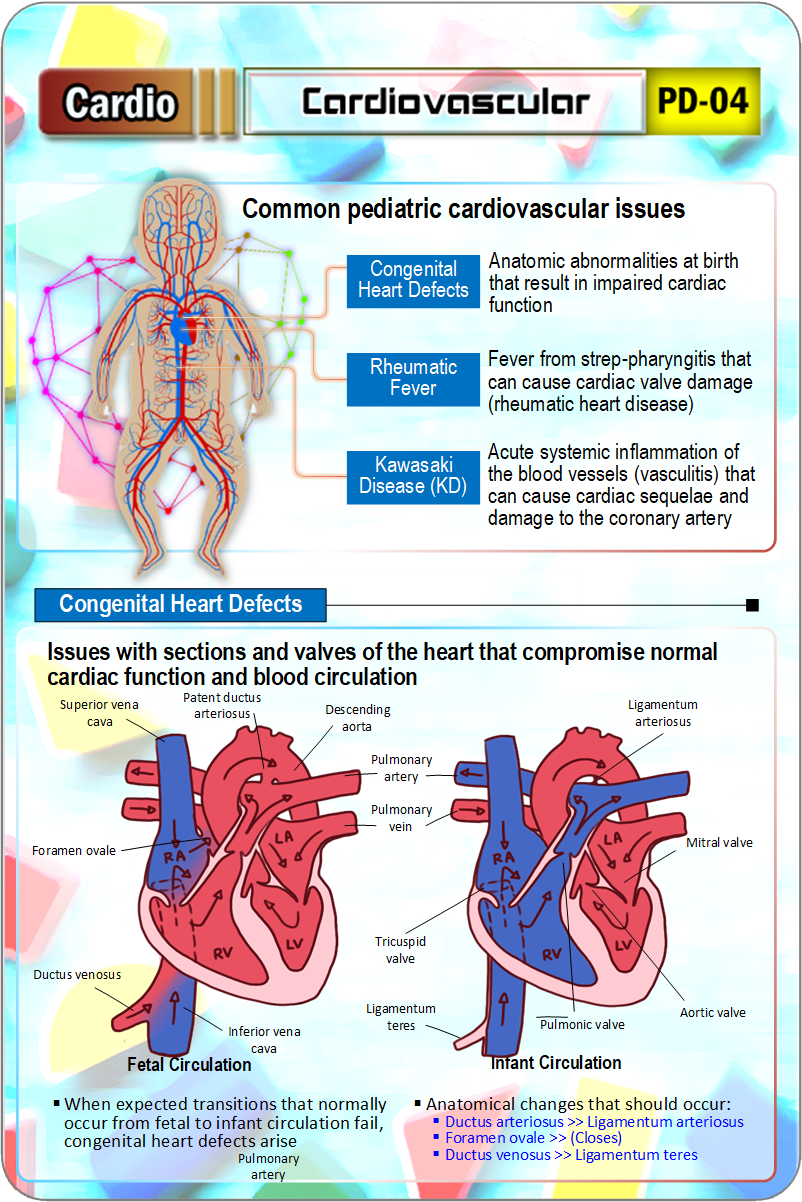 Cardio
Cardiovascular
PD-04
Common pediatric cardiovascular issues
Congenital
Heart Defects
Anatomic abnormalities at birth
that result in impaired cardiac
function
Rheumatic
Fever
Fever from strep-pharyngitis that
can cause cardiac valve damage
(rheumatic heart disease)
Kawasaki
Disease (KD)
Acute systemic inflammation of
the blood vessels (vasculitis) that
can cause cardiac sequelae and
damage to the coronary artery
Congenital Heart Defects
Issues with sections and valves of the heart that compromise normal
cardiac function and blood circulation
Superior vena
cava
Patent ductus
arteriosus
Descending
aorta
Ligamentum
arteriosus
Pulmonary
artery
Pulmonary
vein
Foramen ovale
RA
LA
RV
LV
RA
LA
RV
LV
Mitral valve
Tricuspid
valve
Ductus venosus
Inferior vena
cava
Ligamentum
teres
Pulmonic valve
Aortic valve
Fetal Circulation
Infant Circulation
▪ When expected transitions that normally
occur from fetal to infant circulation fail,
congenital heart defects arise
Pulmonary
artery
▪ Anatomical changes that should occur:
▪ Ductus arteriosus >> Ligamentum arteriosus
▪ Foramen ovale >> (Closes)
▪ Ductus venosus >> Ligamentum teres